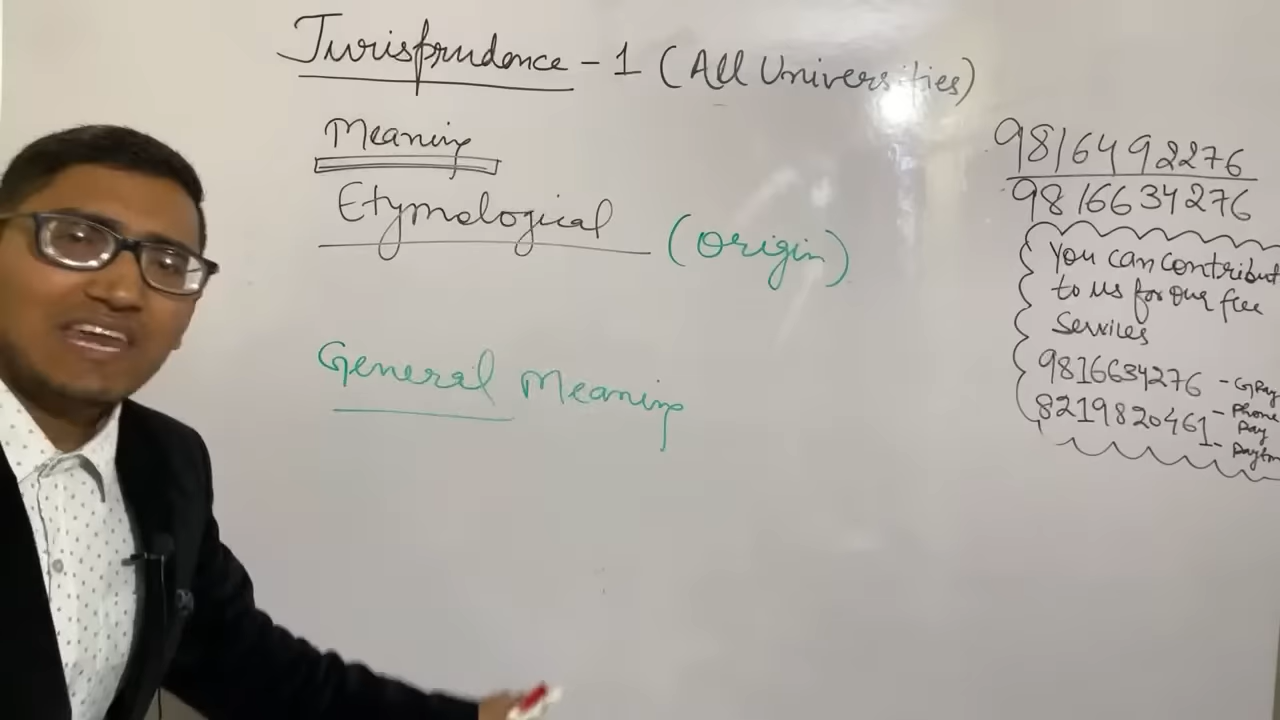 Jurisprudence - 1 (All Universities)
Meaning
Etymological (origin)
General Meaning
9816492276
9816634276
You can contribut
to us for our free
Services
9816634276 - GPay
8219820461 - Phone
Pay
- Paytm